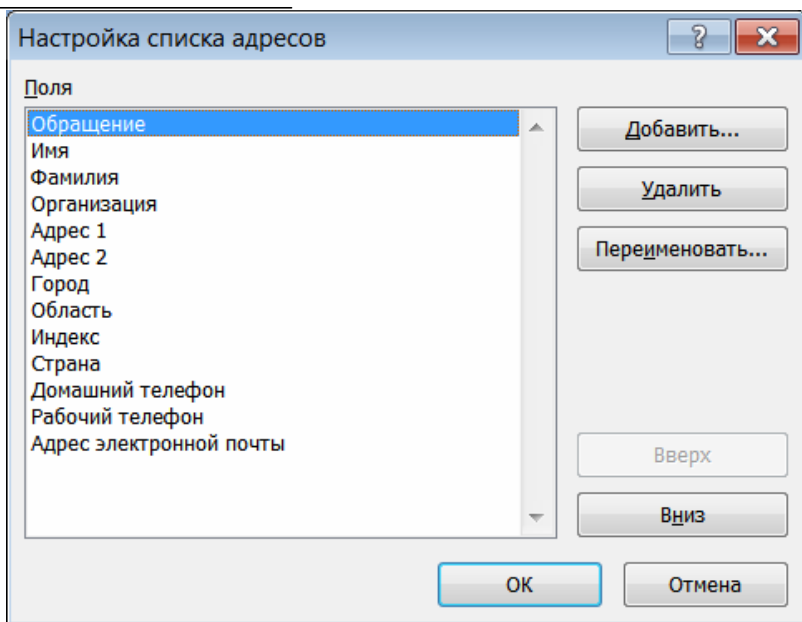 Настройка списка адресов
Поля
Обращение
Имя
Фамилия
Организация
Адрес 1
Адрес 2
Город
Область
Индекс
Страна
Домашний телефон
Рабочий телефон
Адрес электронной почты
Добавить...
Удалить
Переименовать...
Вверх
Вниз
ОК
Отмена